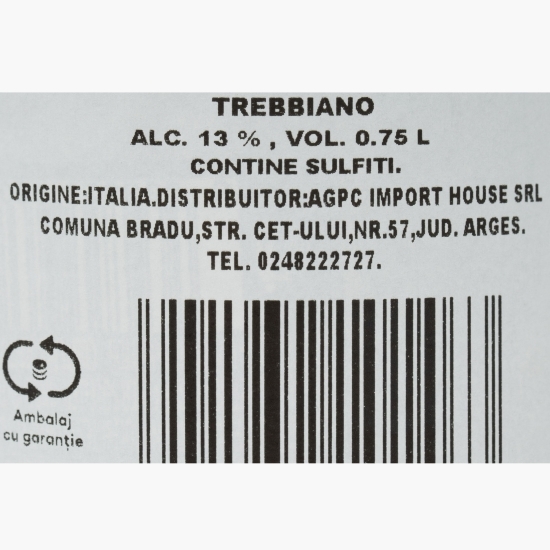 TREBBIANO
ALC. 13 % , VOL. 0.75 L
CONTINE SULFITI.
ORIGINE:ITALIA.DISTRIBUITOR:AGPC IMPORT HOUSE SRL
COMUNA BRADU,STR. CET-ULUI,NR.57,JUD. ARGES.
TEL. 0248222727.
Ambalaj
cu garanție